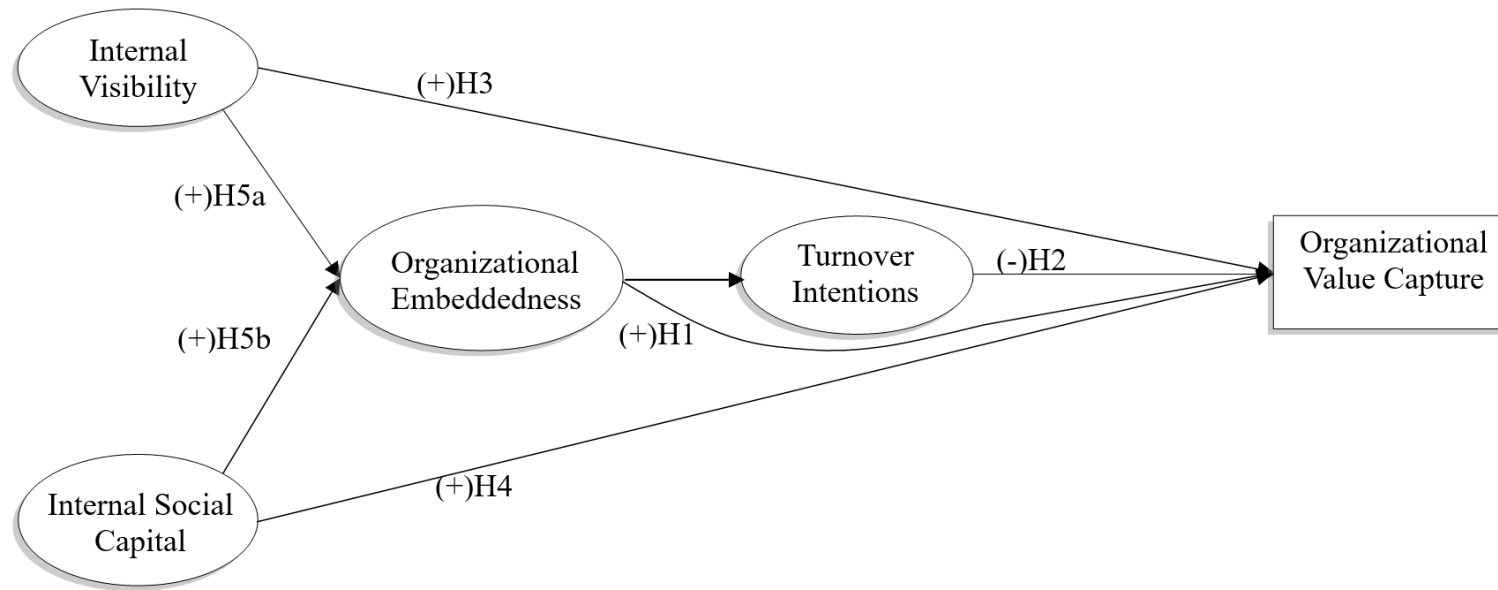 Internal
Visibility
(+)H3
(+)H5a
Organizational
Embeddedness
Turnover
Intentions
(-)H2
Organizational
Value Capture
(+)H1
(+)H5b
(+)H4
Internal Social
Capital